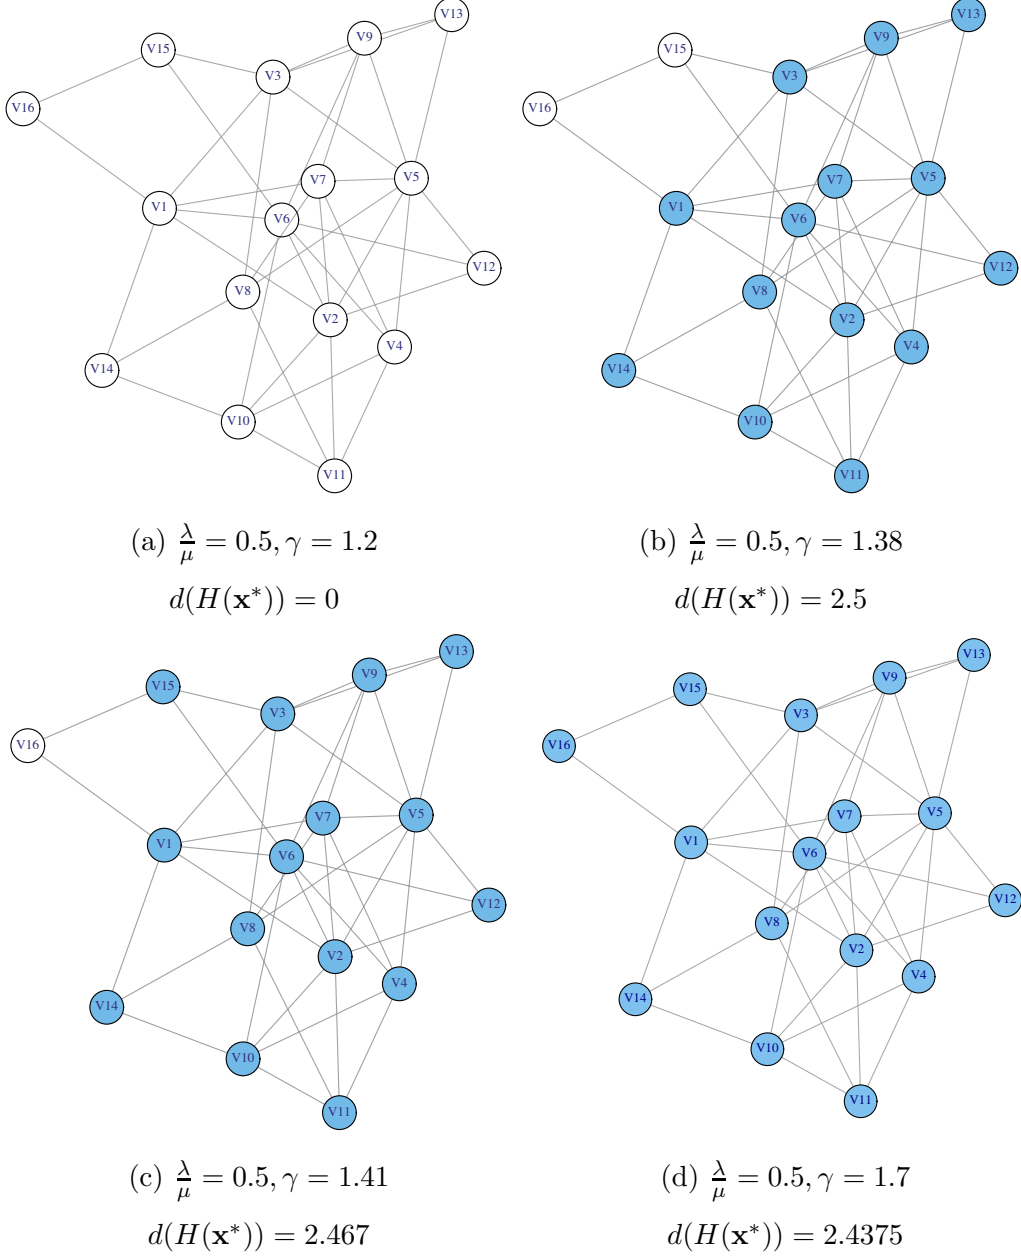 V13
V9
V15
V3
V16
V7
V5
V1
V6
V12
V8
V2
V4
V14
V10
V11
(a) λ/μ = 0.5, γ = 1.2
d(H(x*)) = 0
V13
V9
V15
V3
V16
V7
V5
V1
V6
V12
V8
V2
V4
V14
V10
V11
(b) λ/μ = 0.5, γ = 1.38
d(H(x*)) = 2.5
V13
V9
V15
V3
V16
V7
V5
V1
V6
V12
V8
V2
V4
V14
V10
V11
(c) λ/μ = 0.5, γ = 1.41
d(H(x*)) = 2.467
V13
V9
V15
V3
V16
V7
V5
V1
V6
V12
V8
V2
V4
V14
V10
V11
(d) λ/μ = 0.5, γ = 1.7
d(H(x*)) = 2.4375